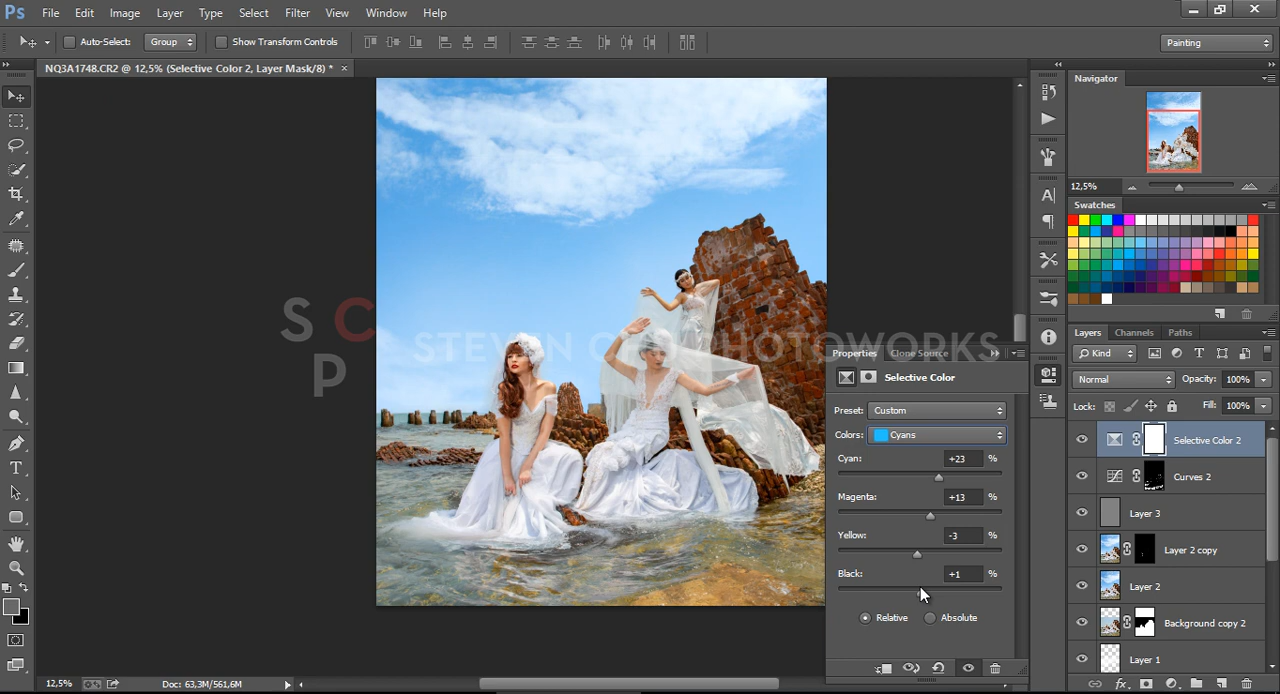 Ps File Edit Image Layer Type Select Filter View Window Help
Auto-Select: Group Show Transform Controls Painting
NQ3A1748.CR2 @ 12,5% (Selective Color 2, Layer Mask/8) * ×
Navigator
12,5%
Swatches
S C
P
STEVEN PHOTOWORKS
Properties Clone Source
Selective Color
Preset: Custom
Colors: Cyans
Cyan: +23 %
Magenta: +13 %
Yellow: -3 %
Black: +1 %
Relative Absolute
Layers Channels Paths
Kind
Normal Opacity: 100%
Lock: Fill: 100%
Selective Color 2
Curves 2
Layer 3
Layer 2 copy
Layer 2
Background copy 2
Layer 1
fx
12,5% Doc: 63,3M/561,6M